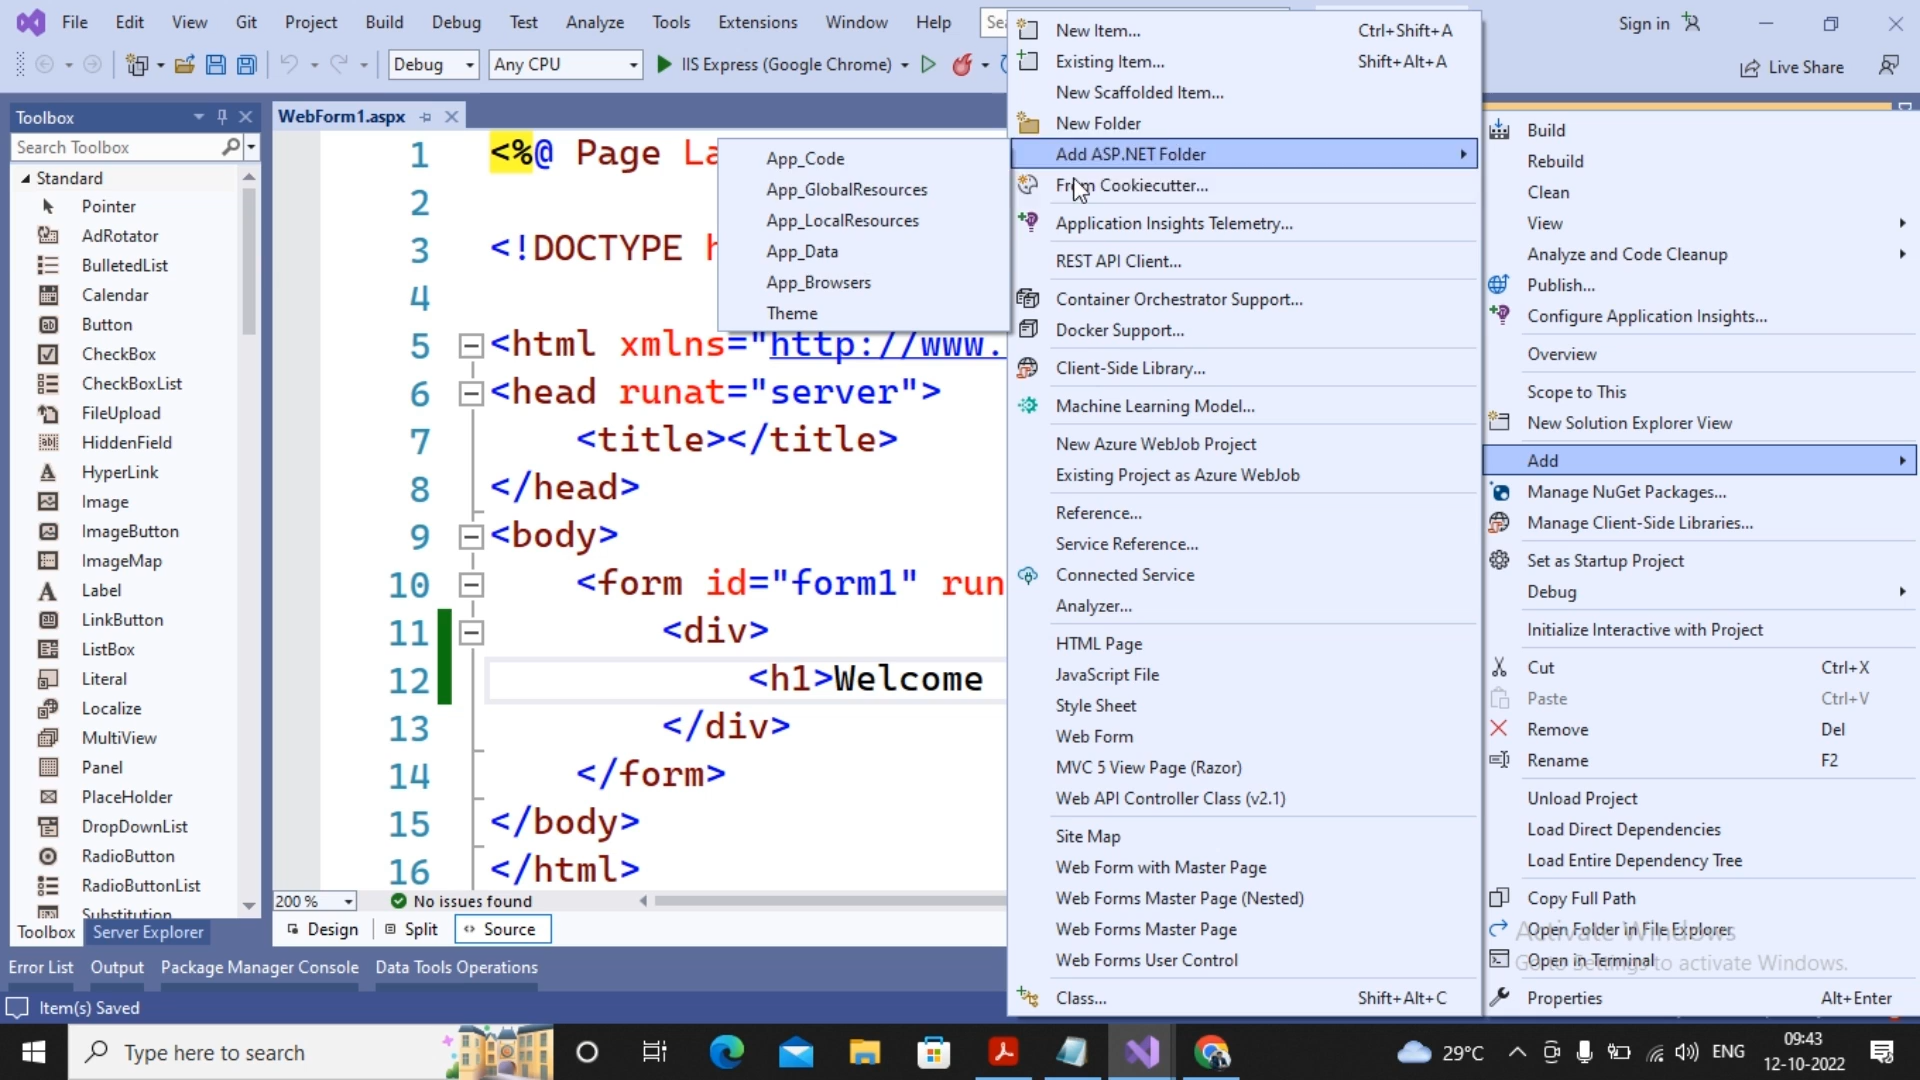 File Edit View Git Project Build Debug Test Analyze Tools Extensions Window Help
Sign in
Debug Any CPU IIS Express (Google Chrome)
Live Share
Toolbox
Search Toolbox
Standard
Pointer
AdRotator
BulletedList
Calendar
Button
CheckBox
CheckBoxList
FileUpload
HiddenField
HyperLink
Image
ImageButton
ImageMap
Label
LinkButton
ListBox
Literal
Localize
MultiView
Panel
PlaceHolder
DropDownList
RadioButton
RadioButtonList
Substitution
Toolbox Server Explorer
WebForm1.aspx
1 <%@ Page La
2
3 <!DOCTYPE h
4
5 <html xmlns="http://www.
6 <head runat="server">
7 <title></title>
8 </head>
9 <body>
10 <form id="form1" run
11 <div>
12 <h1>Welcome
13 </div>
14 </form>
15 </body>
16 </html>
200 % No issues found
Design Split Source
App_Code
App_GlobalResources
App_LocalResources
App_Data
App_Browsers
Theme
New Item... Ctrl+Shift+A
Existing Item... Shift+Alt+A
New Scaffolded Item...
New Folder
Add ASP.NET Folder
From Cookiecutter...
Application Insights Telemetry...
REST API Client...
Container Orchestrator Support...
Docker Support...
Client-Side Library...
Machine Learning Model...
New Azure WebJob Project
Existing Project as Azure WebJob
Reference...
Service Reference...
Connected Service
Analyzer...
HTML Page
JavaScript File
Style Sheet
Web Form
MVC 5 View Page (Razor)
Web API Controller Class (v2.1)
Site Map
Web Form with Master Page
Web Forms Master Page (Nested)
Web Forms Master Page
Web Forms User Control
Class... Shift+Alt+C
Build
Rebuild
Clean
View
Analyze and Code Cleanup
Publish...
Configure Application Insights...
Overview
Scope to This
New Solution Explorer View
Add
Manage NuGet Packages...
Manage Client-Side Libraries...
Set as Startup Project
Debug
Initialize Interactive with Project
Cut Ctrl+X
Paste Ctrl+V
Remove Del
Rename F2
Unload Project
Load Direct Dependencies
Load Entire Dependency Tree
Copy Full Path
Open Folder in File Explorer
Open in Terminal
Properties Alt+Enter
Activate Windows
Go to Settings to activate Windows.
Error List Output Package Manager Console Data Tools Operations
Item(s) Saved
Type here to search
29°C
ENG
09:43
12-10-2022